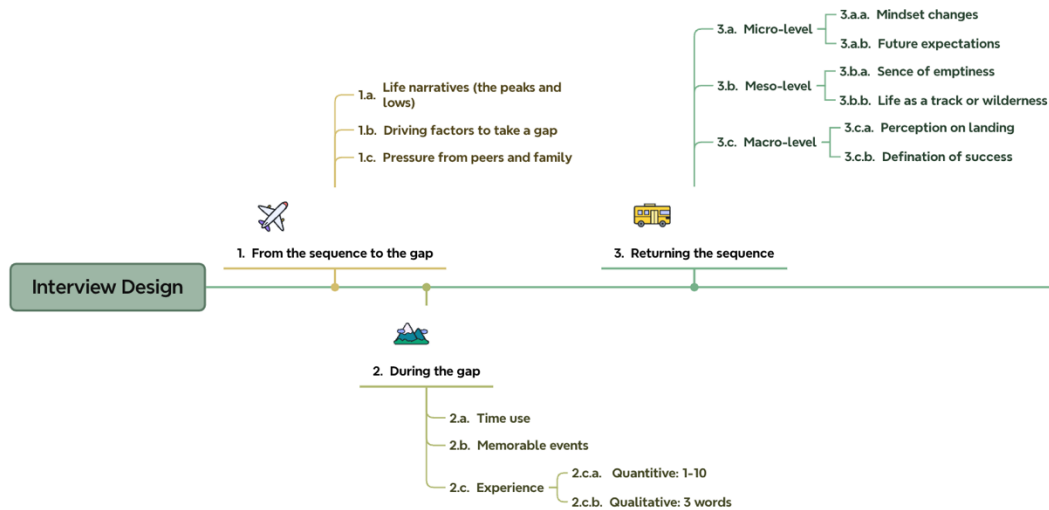 Interview Design
1. From the sequence to the gap
1.a. Life narratives (the peaks and
lows)
1.b. Driving factors to take a gap
1.c. Pressure from peers and family
2. During the gap
2.a. Time use
2.b. Memorable events
2.c. Experience
2.c.a. Quantitive: 1-10
2.c.b. Qualitative: 3 words
3. Returning the sequence
3.a. Micro-level
3.a.a. Mindset changes
3.a.b. Future expectations
3.b. Meso-level
3.b.a. Sence of emptiness
3.b.b. Life as a track or wilderness
3.c. Macro-level
3.c.a. Perception on landing
3.c.b. Defination of success